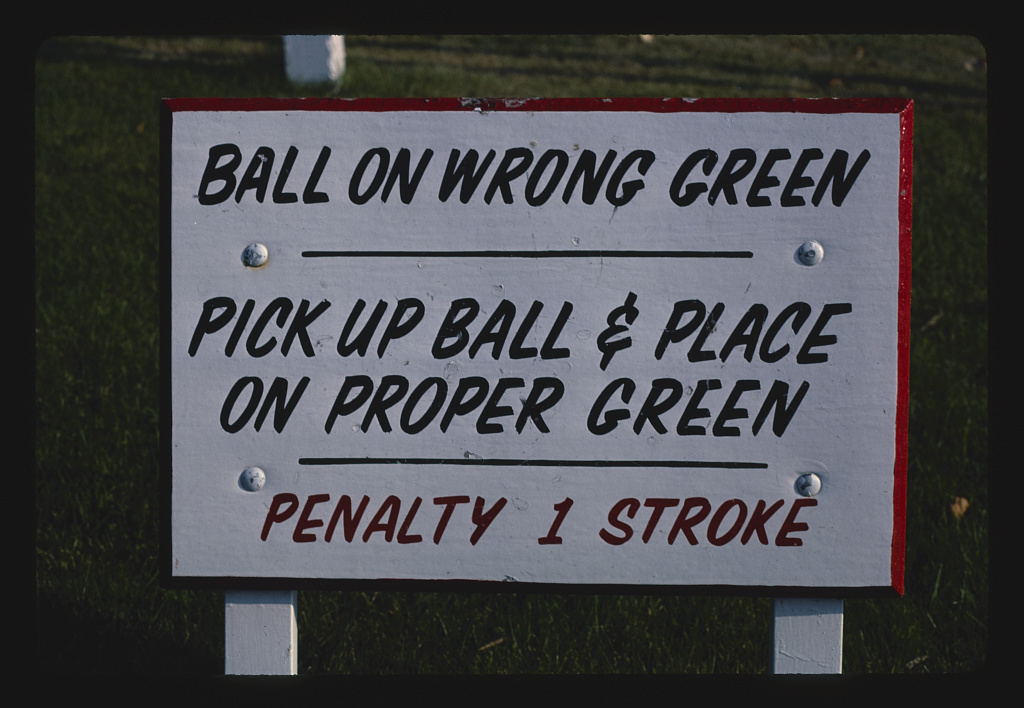 BALL ON WRONG GREEN
PICK UP BALL & PLACE
ON PROPER GREEN
PENALTY 1 STROKE